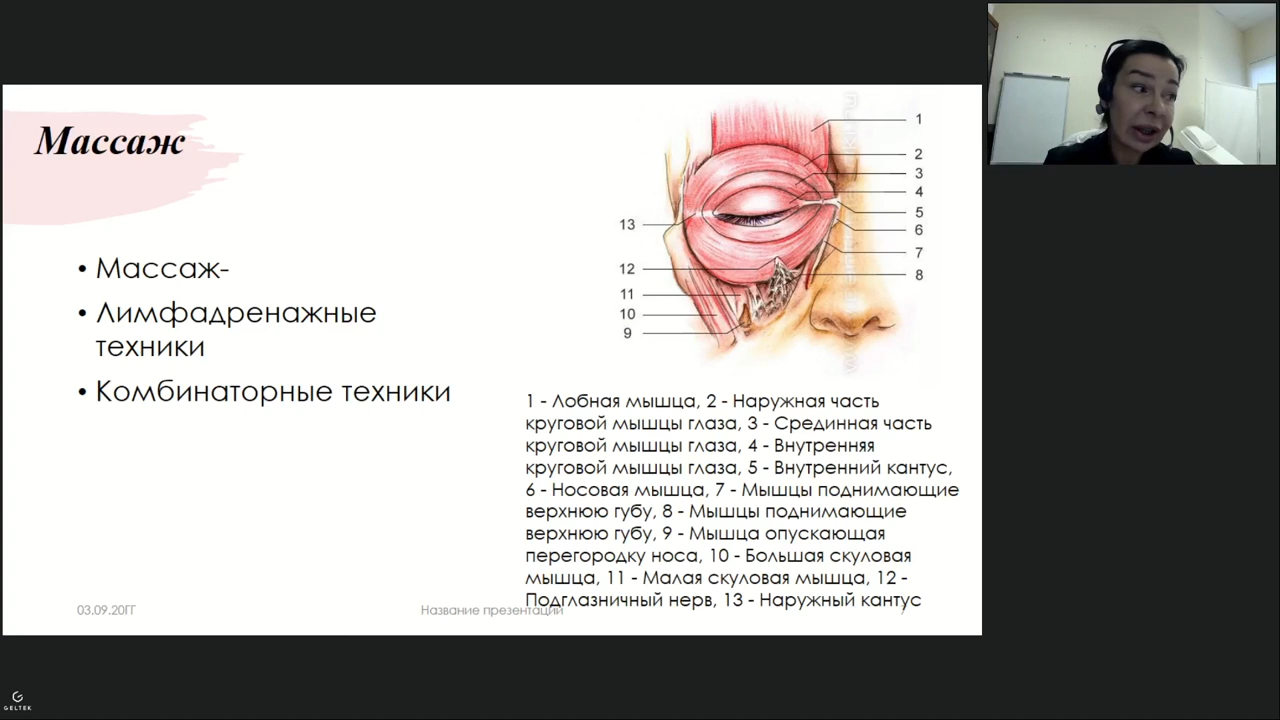 Массаж
• Массаж-
• Лимфадренажные
техники
• Комбинаторные техники
1
2
3
4
5
6
7
8
13
12
11
10
9
1 - Лобная мышца, 2 - Наружная часть
круговой мышцы глаза, 3 - Срединная часть
круговой мышцы глаза, 4 - Внутренняя
круговой мышцы глаза, 5 - Внутренний кантус,
6 - Носовая мышца, 7 - Мышцы поднимающие
верхнюю губу, 8 - Мышцы поднимающие
верхнюю губу, 9 - Мышца опускающая
перегородку носа, 10 - Большая скуловая
мышца, 11 - Малая скуловая мышца, 12 -
Подглазничный нерв, 13 - Наружный кантус
03.09.20ГГ
Название презентации
GELTEK